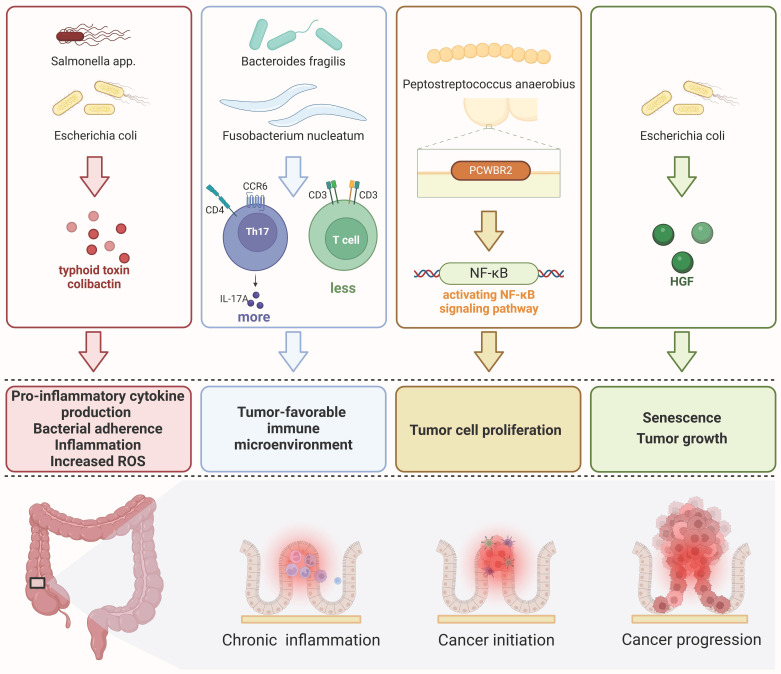 Salmonella app.
Escherichia coli
typhoid toxin
colibactin
Bacteroides fragilis
Fusobacterium nucleatum
CCR6
CD4
Th17
IL-17A
more
CD3
CD3
T cell
less
Peptostreptococcus anaerobius
PCWBR2
NF-κB
activating NF-κB
signaling pathway
Escherichia coli
HGF
Pro-inflammatory cytokine
production
Bacterial adherence
Inflammation
Increased ROS
Tumor-favorable
immune
microenvironment
Tumor cell proliferation
Senescence
Tumor growth
Chronic inflammation
Cancer initiation
Cancer progression